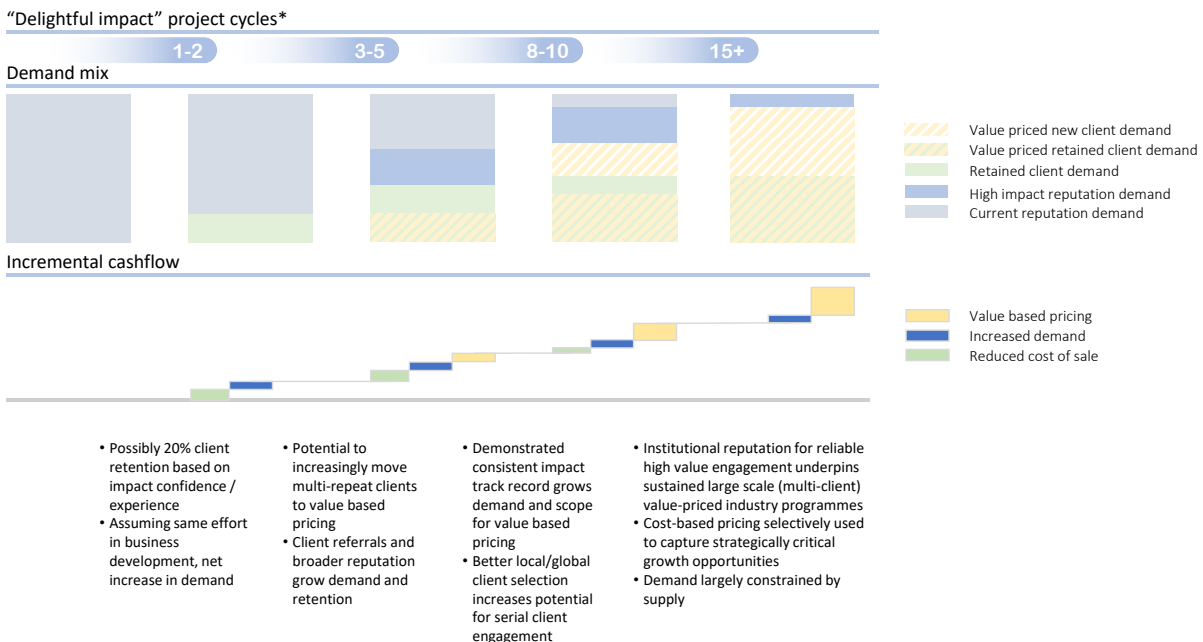 “Delightful impact” project cycles*
1-2
3-5
8-10
15+
Demand mix
Value priced new client demand
Value priced retained client demand
Retained client demand
High impact reputation demand
Current reputation demand
Incremental cashflow
Value based pricing
Increased demand
Reduced cost of sale
• Possibly 20% client
retention based on
impact confidence /
experience
• Assuming same effort
in business
development, net
increase in demand
• Potential to
increasingly move
multi-repeat clients
to value based
pricing
• Client referrals and
broader reputation
grow demand and
retention
• Demonstrated
consistent impact
track record grows
demand and scope
for value based
pricing
• Better local/global
client selection
increases potential
for serial client
engagement
• Institutional reputation for reliable
high value engagement underpins
sustained large scale (multi-client)
value-priced industry programmes
• Cost-based pricing selectively used
to capture strategically critical
growth opportunities
• Demand largely constrained by
supply